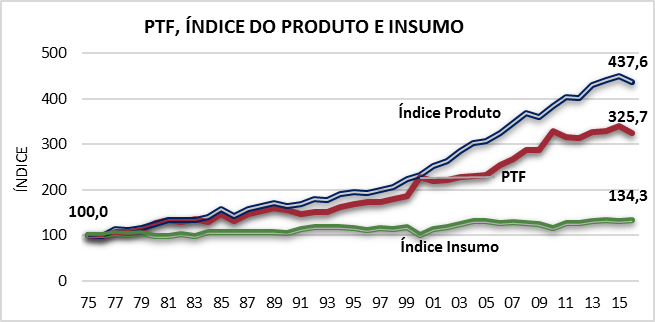 PTF, ÍNDICE DO PRODUTO E INSUMO
500
437,6
400
Índice Produto
325,7
300
ÍNDICE
PTF
200
134,3
100,0
100
Índice Insumo
0
75 77 79 81 83 85 87 89 91 93 95 97 99 01 03 05 07 09 11 13 15